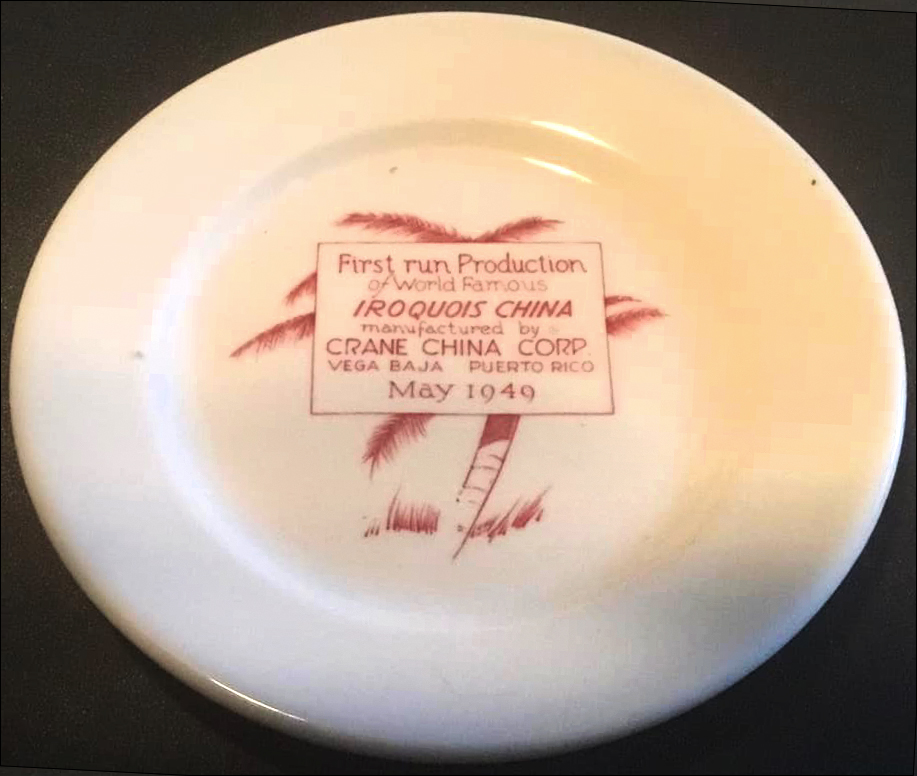 First run Production
of World Famous
IROQUOIS CHINA
manufactured by
CRANE CHINA CORP.
VEGA BAJA PUERTO RICO
May 1949